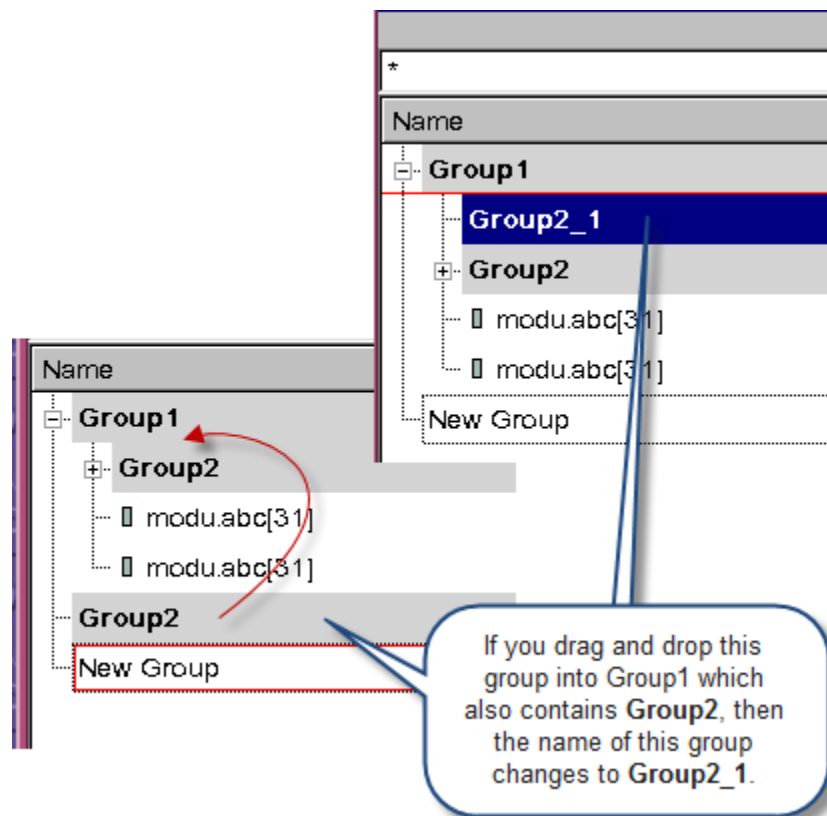 *
Name
Group1
Group2_1
Group2
modu.abc[31]
modu.abc[31]
New Group
Name
Group1
Group2
modu.abc[31]
modu.abc[31]
Group2
New Group
If you drag and drop this
group into Group1 which
also contains Group2, then
the name of this group
changes to Group2_1.